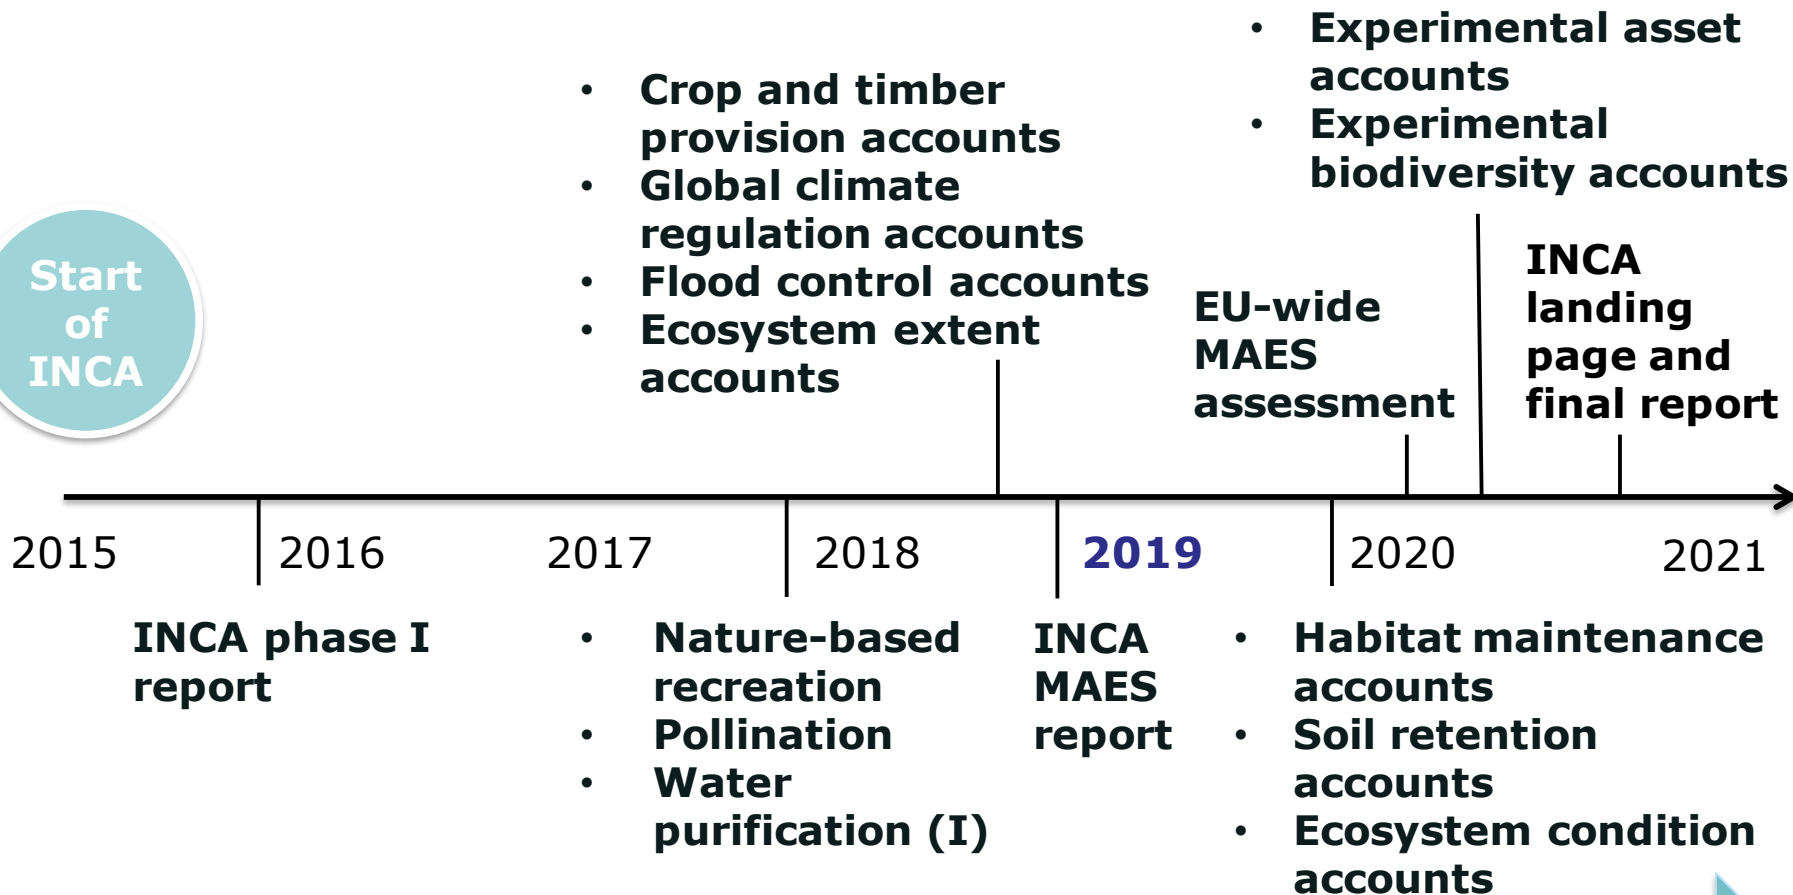 • Experimental asset
accounts
• Experimental
biodiversity accounts
• Crop and timber
provision accounts
• Global climate
regulation accounts
• Flood control accounts
• Ecosystem extent
accounts
Start
of
INCA
EU-wide
MAES
assessment
INCA
landing
page and
final report
2015 2016 2017 2018 2019 2020 2021
INCA phase I
report
• Nature-based
recreation
• Pollination
• Water
purification (I)
INCA
MAES
report
• Habitat maintenance
accounts
• Soil retention
accounts
• Ecosystem condition
accounts